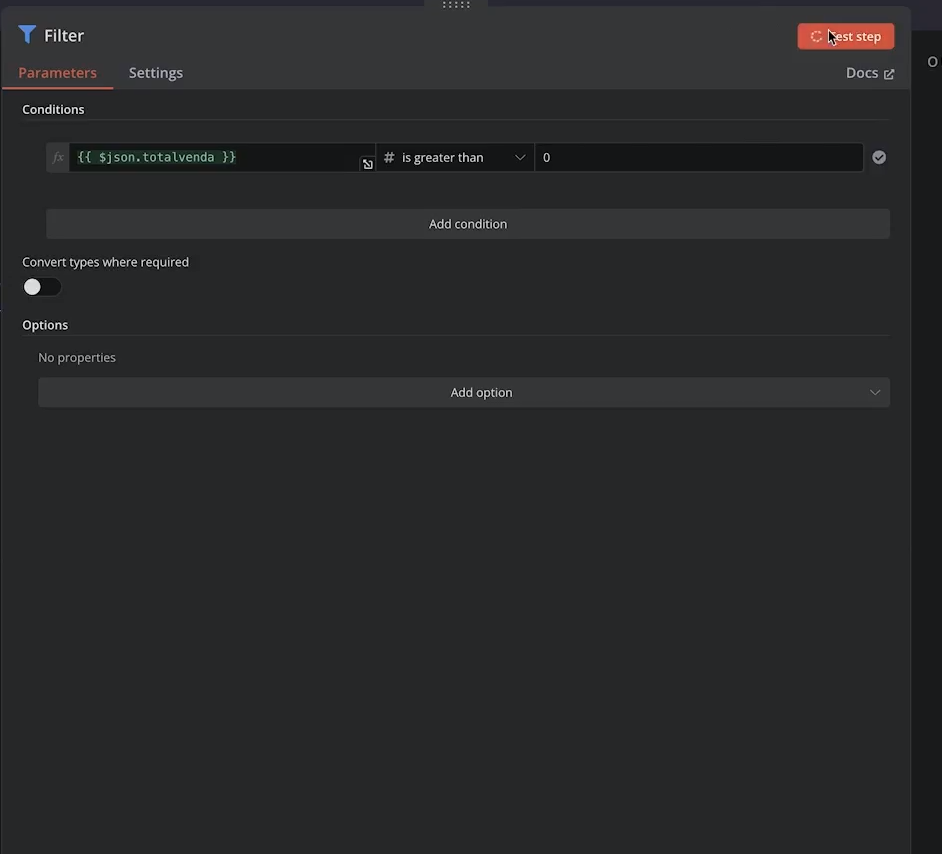 Filter
est step
Parameters Settings Docs
Conditions
fx {{ $json.totalvenda }} # is greater than 0
Add condition
Convert types where required
Options
No properties
Add option
O